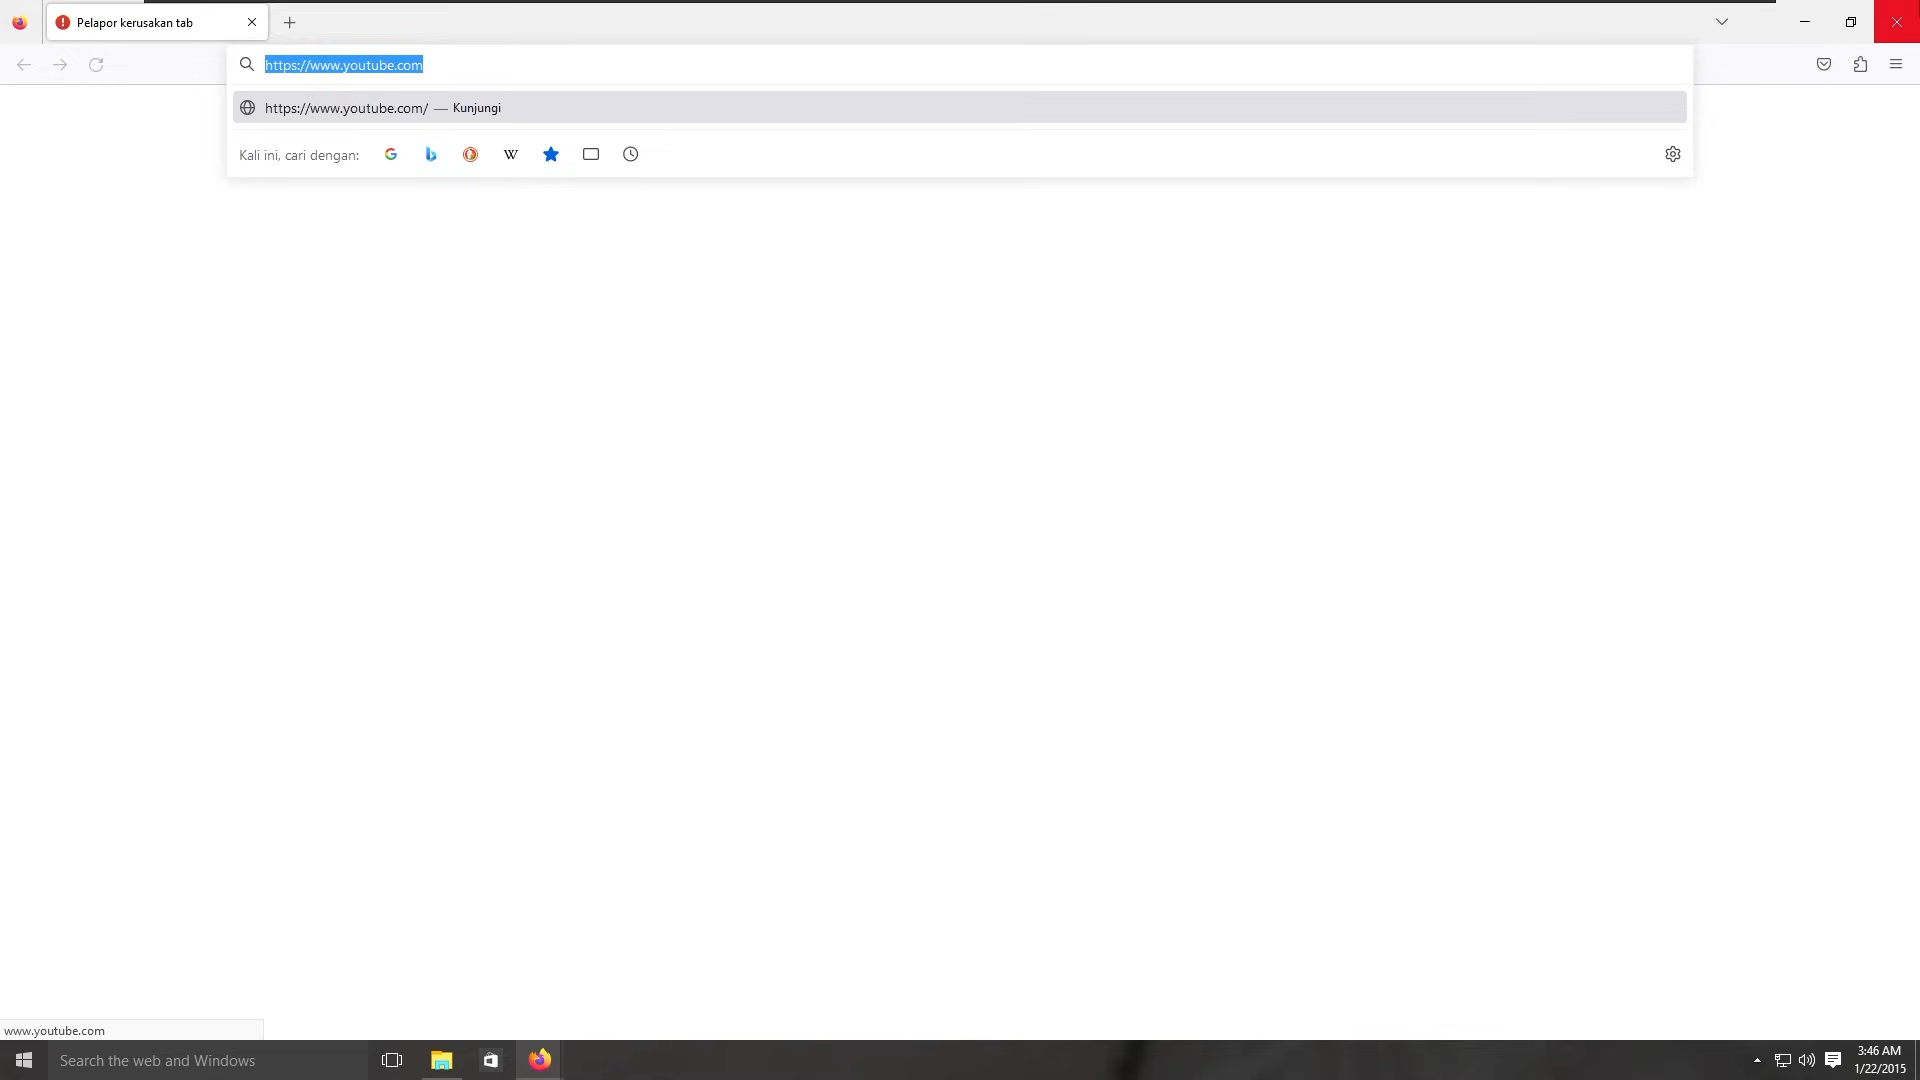 Pelapor kerusakan tab
https://www.youtube.com
https://www.youtube.com/ — Kunjungi
Kali ini, cari dengan:
www.youtube.com
Search the web and Windows
3:46 AM
1/22/2015